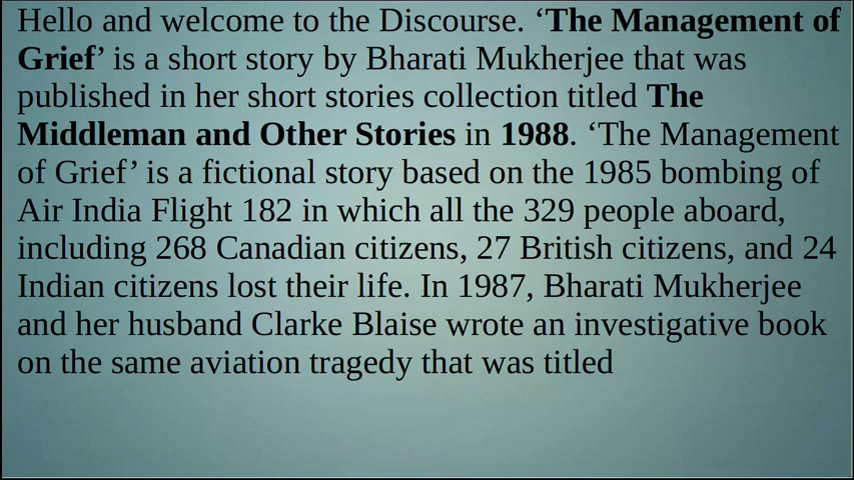 Hello and welcome to the Discourse. ‘The Management of
Grief’ is a short story by Bharati Mukherjee that was
published in her short stories collection titled The
Middleman and Other Stories in 1988. ‘The Management
of Grief’ is a fictional story based on the 1985 bombing of
Air India Flight 182 in which all the 329 people aboard,
including 268 Canadian citizens, 27 British citizens, and 24
Indian citizens lost their life. In 1987, Bharati Mukherjee
and her husband Clarke Blaise wrote an investigative book
on the same aviation tragedy that was titled